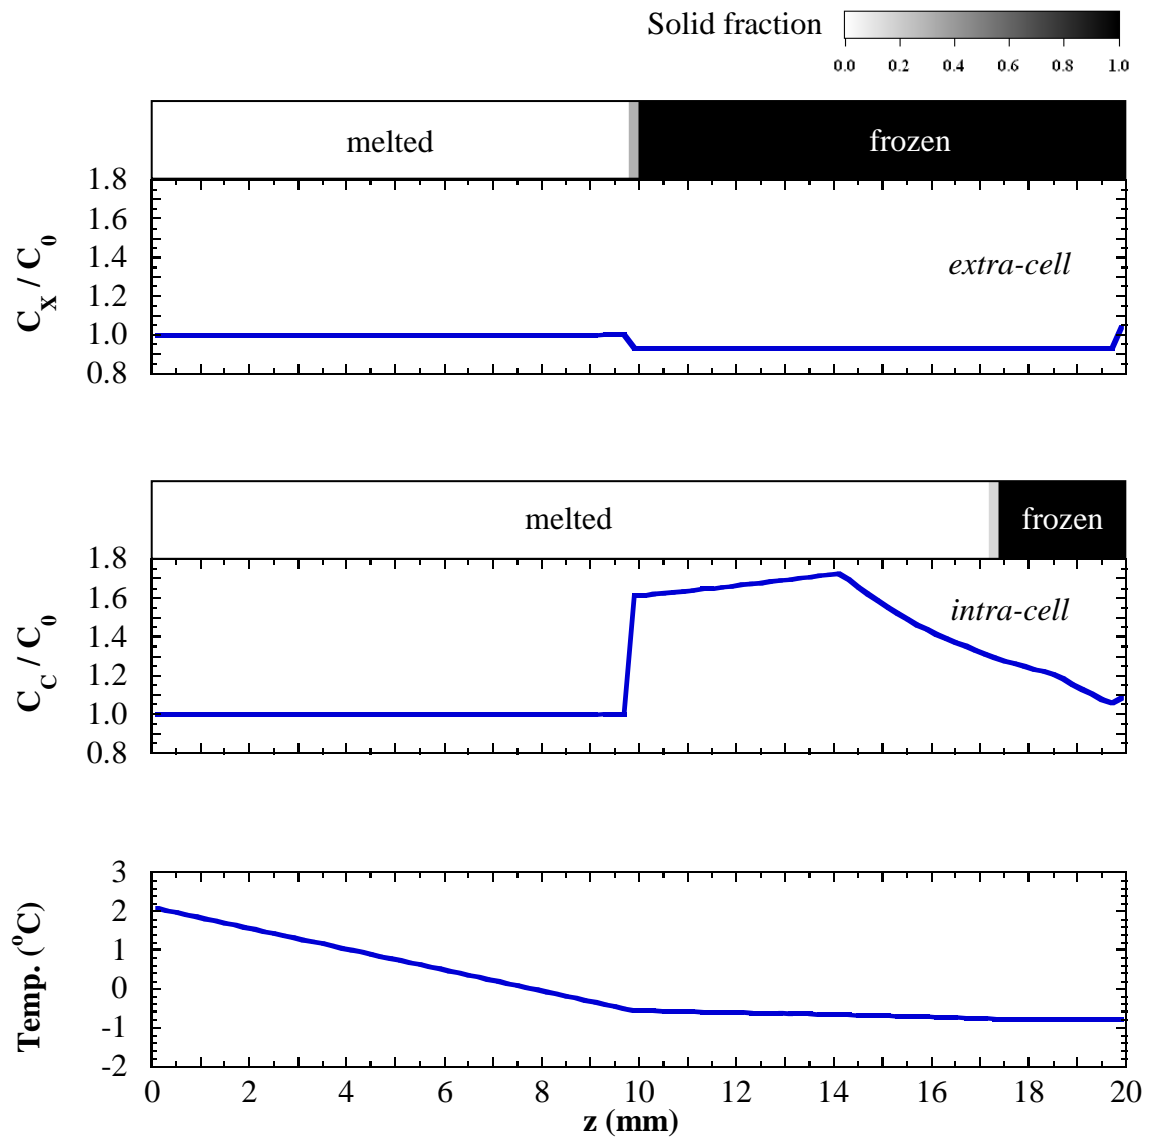 Solid fraction
0.0 0.2 0.4 0.6 0.8 1.0
melted frozen
1.8
1.6
1.4
1.2
1.0
0.8
C_X / C_0
extra-cell
melted frozen
1.8
1.6
1.4
1.2
1.0
0.8
C_C / C_0
intra-cell
3
2
1
0
-1
-2
Temp. (°C)
0 2 4 6 8 10 12 14 16 18 20
z (mm)